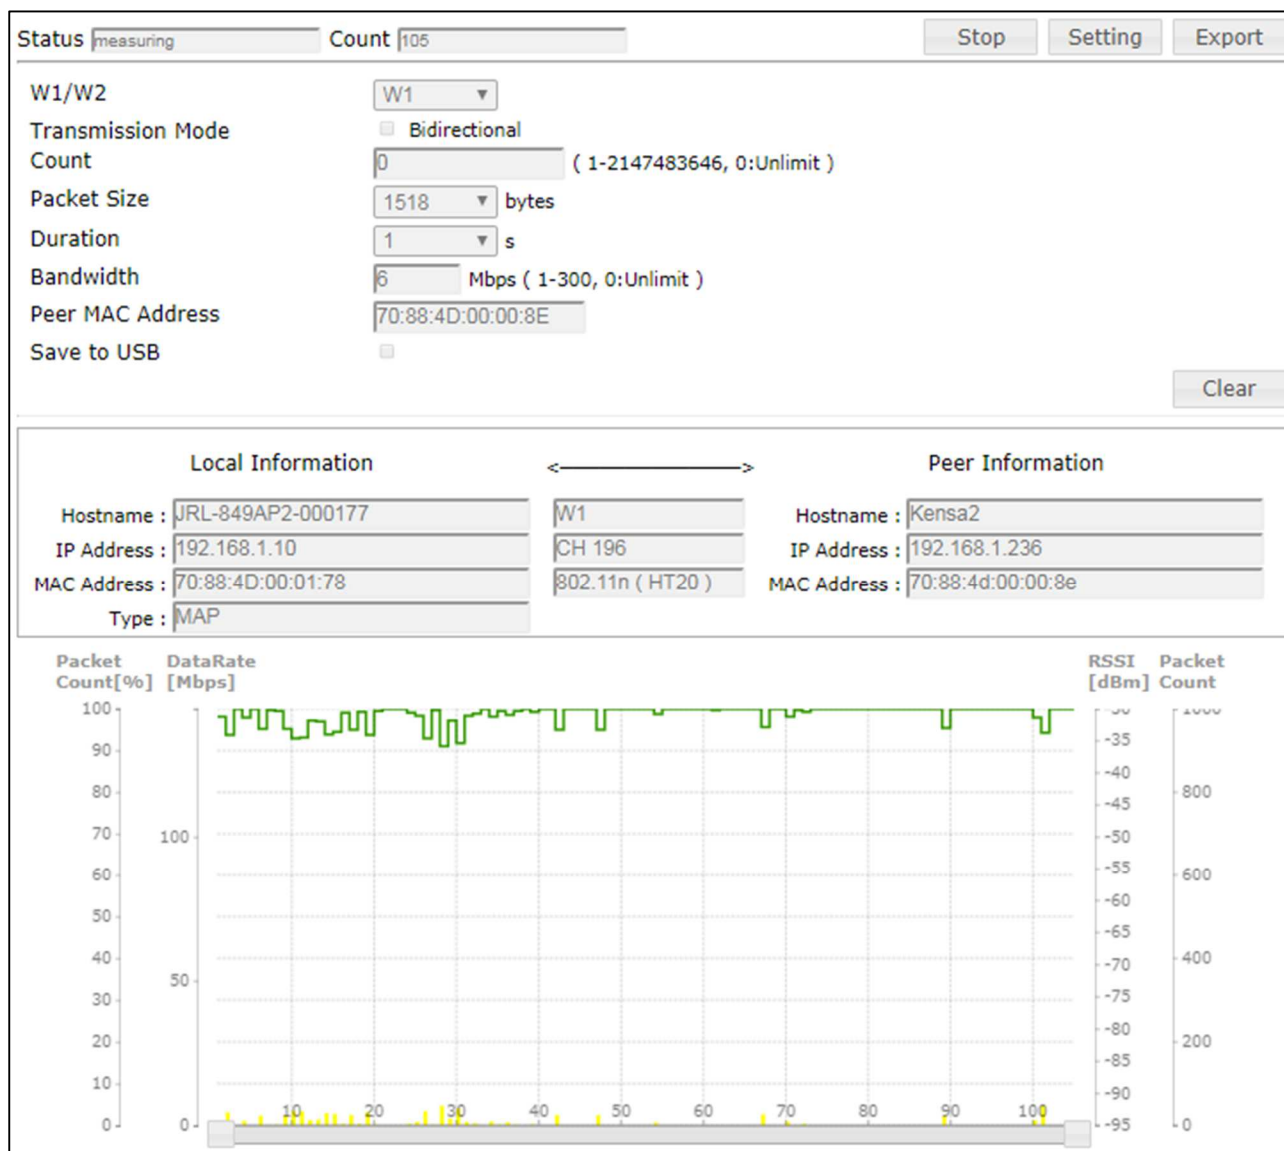 Status measuring Count 105 Stop Setting Export
W1/W2 W1
Transmission Mode Bidirectional
Count 0 ( 1-2147483646, 0:Unlimit )
Packet Size 1518 bytes
Duration 1 s
Bandwidth 6 Mbps ( 1-300, 0:Unlimit )
Peer MAC Address 70:88:4D:00:00:8E
Save to USB
Clear
Local Information <——————> Peer Information
Hostname : JRL-849AP2-000177 W1 Hostname : Kensa2
IP Address : 192.168.1.10 CH 196 IP Address : 192.168.1.236
MAC Address : 70:88:4D:00:01:78 802.11n ( HT20 ) MAC Address : 70:88:4d:00:00:8e
Type : MAP
Packet DataRate RSSI Packet
Count[%] [Mbps] [dBm] Count
100 -30 1000
90 -35
-40
80 -45 800
70 100 -50
60 -55 600
-60
50 -65
40 50 -70 400
30 -75
20 -80 200
-85
10 -90
10 20 30 40 50 60 70 80 90 100
0 0 -95 0